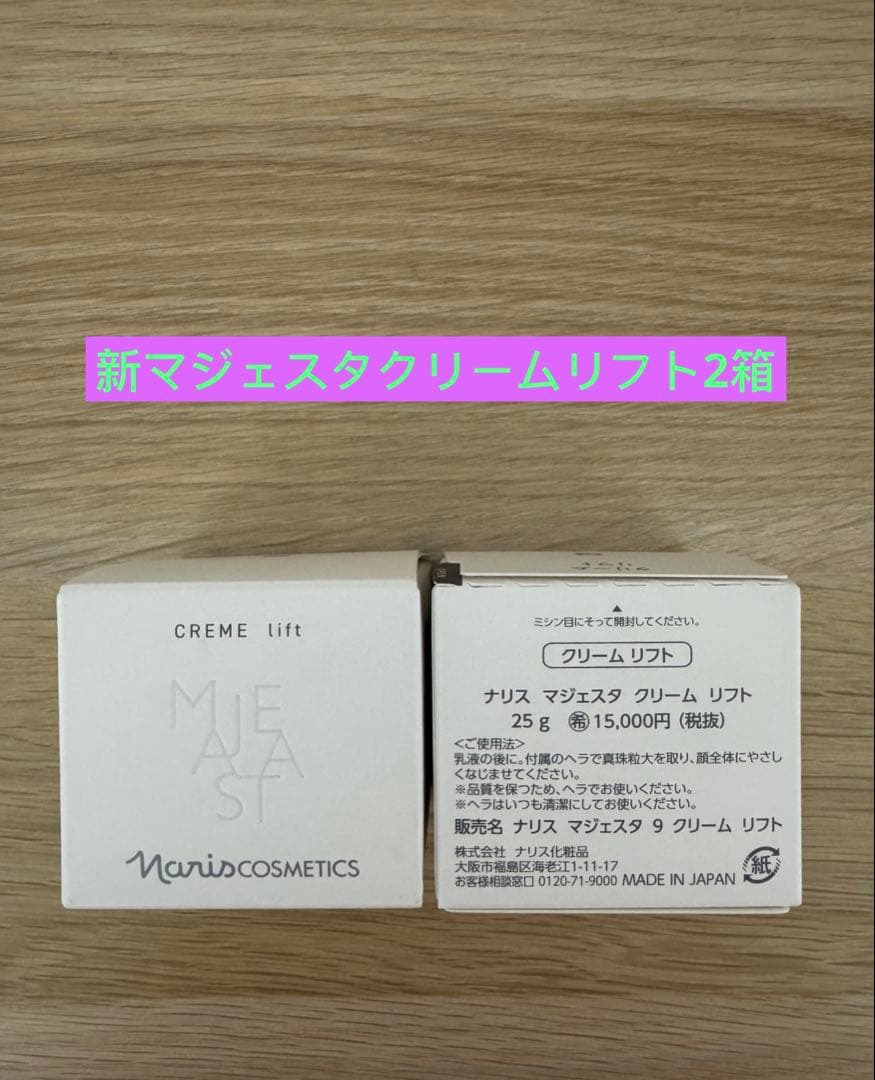 新マジェスタクリームリフト2箱
CREME lift
MAJESTA
naris COSMETICS
クリーム
リフト
▲
ミシン目にそって開封してください。
クリーム リフト
ナリス マジェスタ クリーム リフト
25g ㊒15,000円(税抜)
<ご使用法>
乳液の後に。付属のヘラで真珠粒大を取り、顔全体にやさし
くなじませてください。
※品質を保つため、ヘラでお使いください。
※ヘラはいつも清潔にしてお使いください。
販売名 ナリス マジェスタ 9 クリーム リフト
株式会社 ナリス化粧品
大阪市福島区海老江1-11-17
お客様相談窓口 0120-71-9000 MADE IN JAPAN
紙